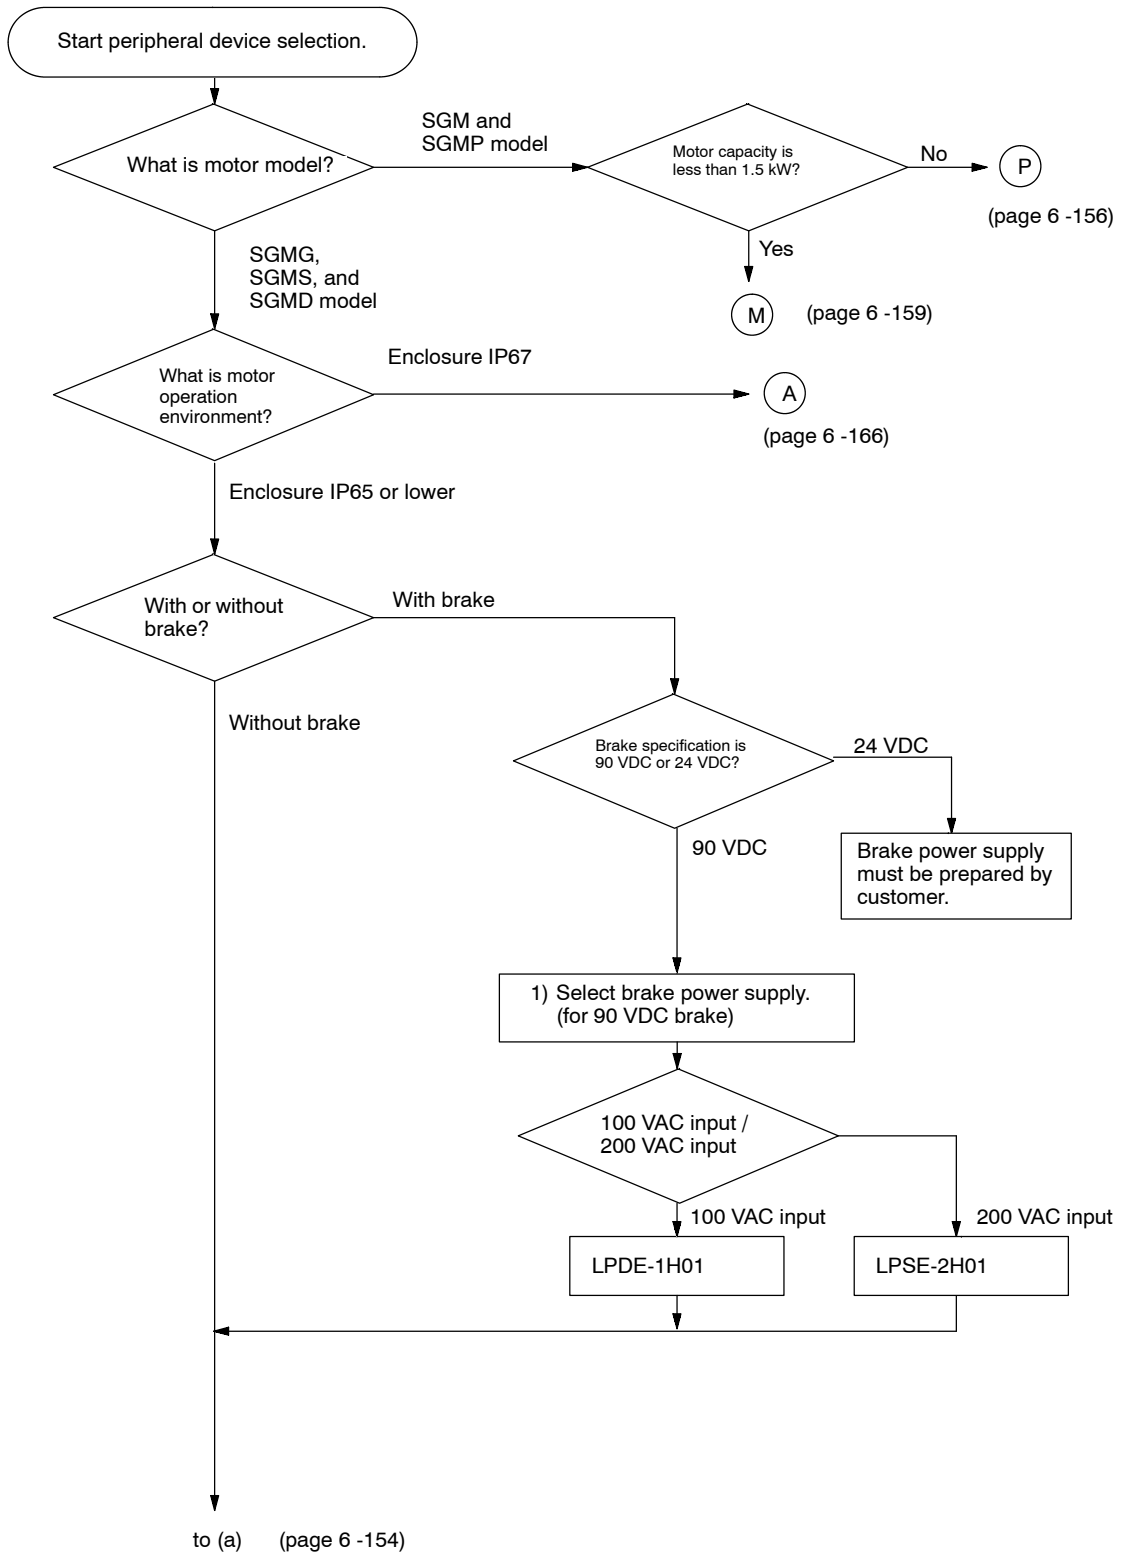 Start peripheral device selection.
What is motor model?
SGM and
SGMP model
Motor capacity is
less than 1.5 kW?
No
P
(page 6 -156)
Yes
M
(page 6 -159)
SGMG,
SGMS, and
SGMD model
What is motor
operation
environment?
Enclosure IP67
A
(page 6 -166)
Enclosure IP65 or lower
With or without
brake?
With brake
Without brake
Brake specification is
90 VDC or 24 VDC?
24 VDC
Brake power supply
must be prepared by
customer.
90 VDC
1) Select brake power supply.
(for 90 VDC brake)
100 VAC input /
200 VAC input
100 VAC input
200 VAC input
LPDE-1H01
LPSE-2H01
to (a) (page 6 -154)